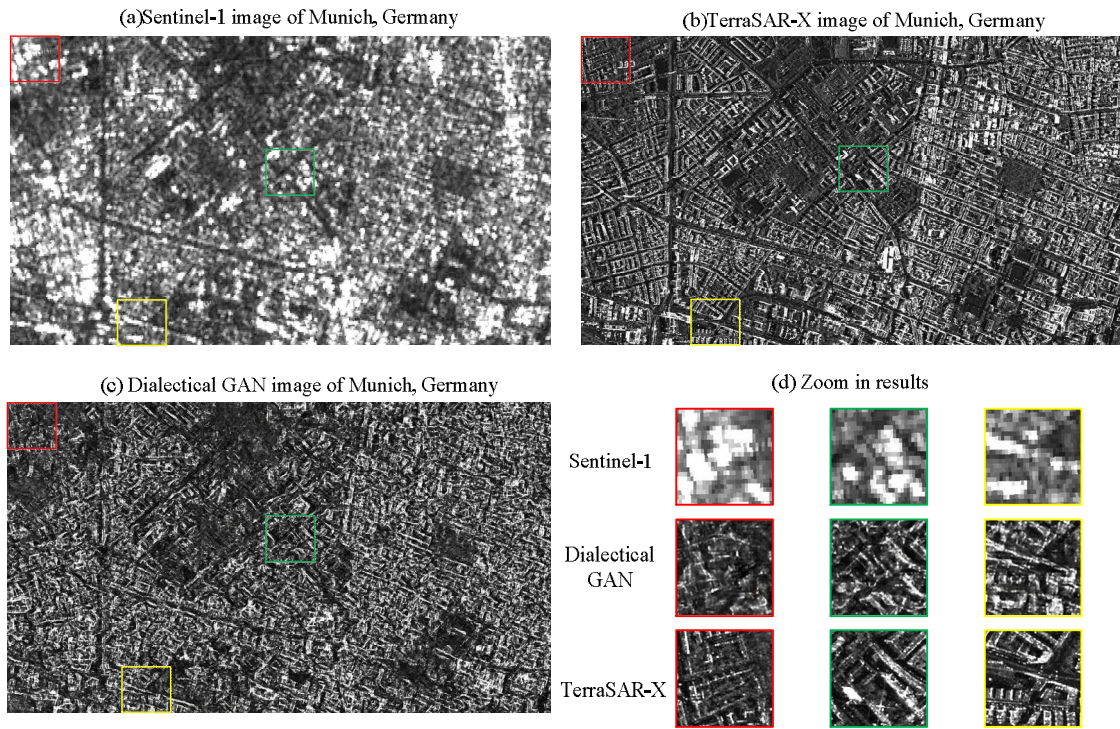 (a)Sentinel-1 image of Munich, Germany
(b)TerraSAR-X image of Munich, Germany
(c) Dialectical GAN image of Munich, Germany
(d) Zoom in results
Sentinel-1
Dialectical
GAN
TerraSAR-X